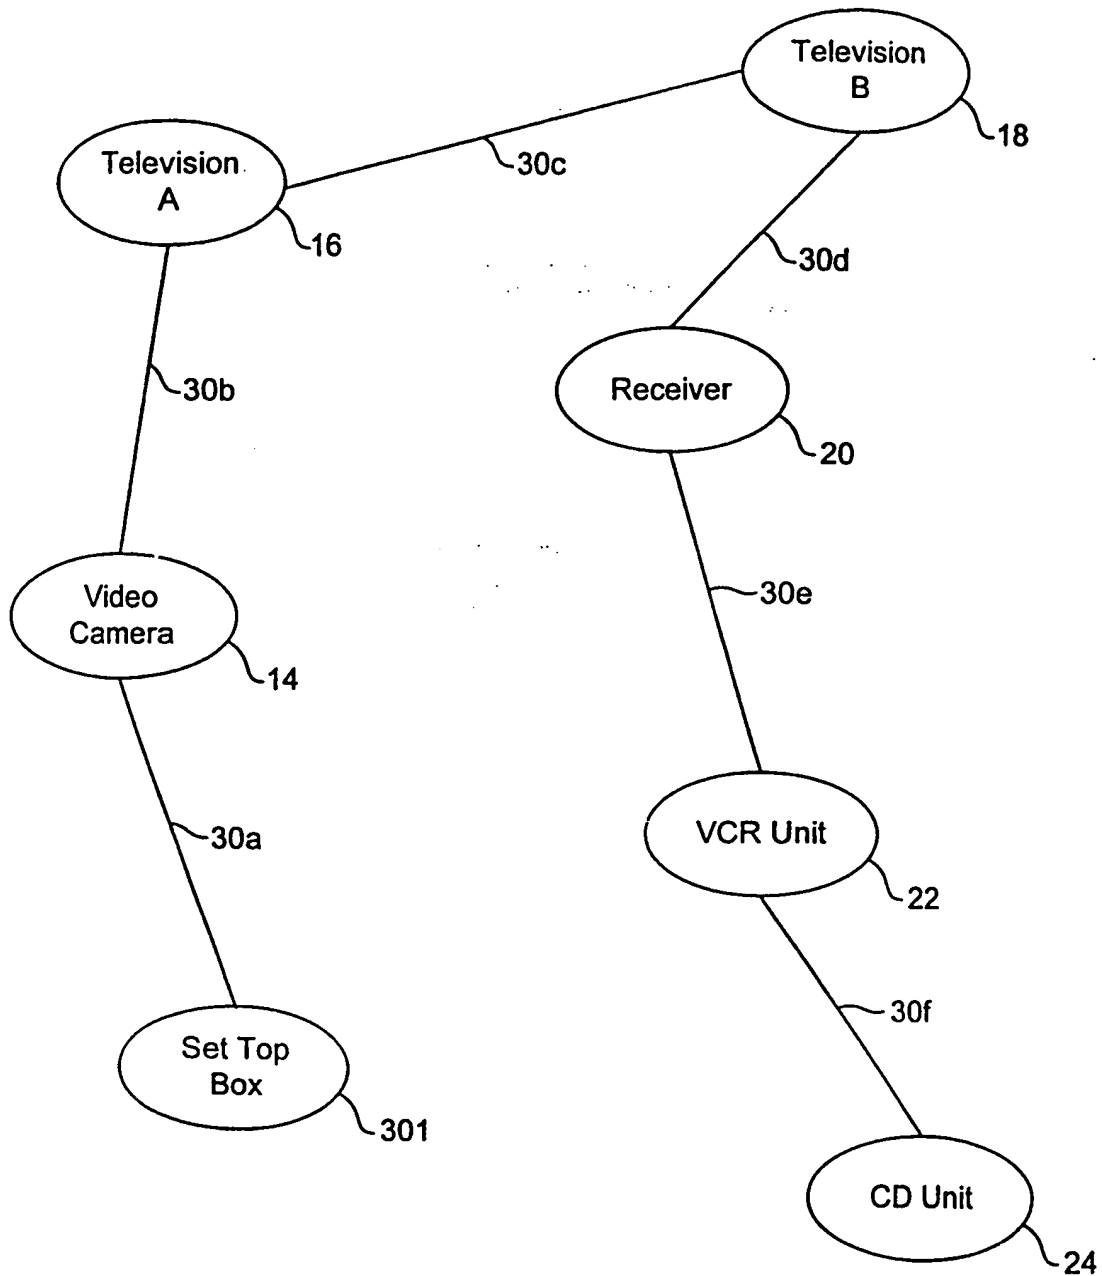 Television
B
18
30c
Television
A
16
30d
30b
Receiver
20
30e
Video
Camera
14
30a
VCR Unit
22
30f
Set Top
Box
301
CD Unit
24